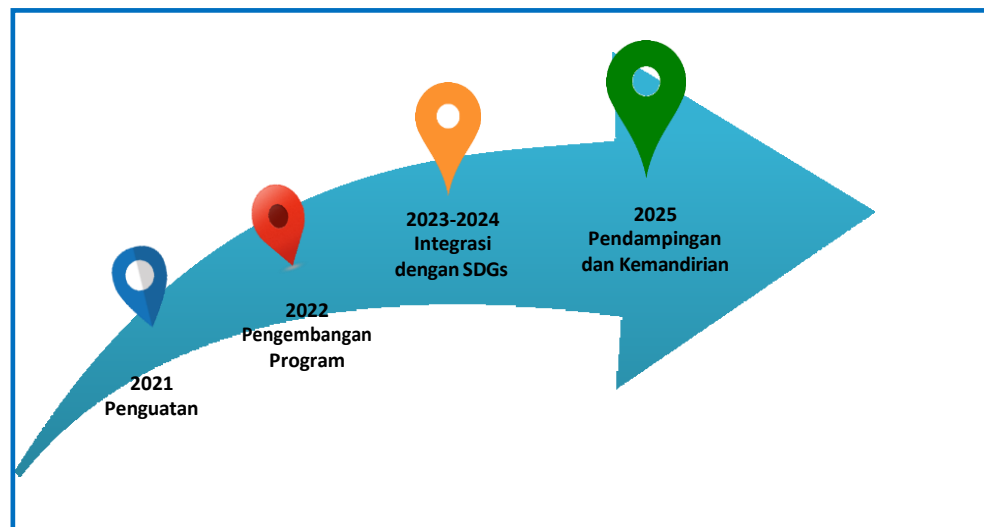 2021
Penguatan
2022
Pengembangan
Program
2023-2024
Integrasi
dengan SDGs
2025
Pendampingan
dan Kemandirian